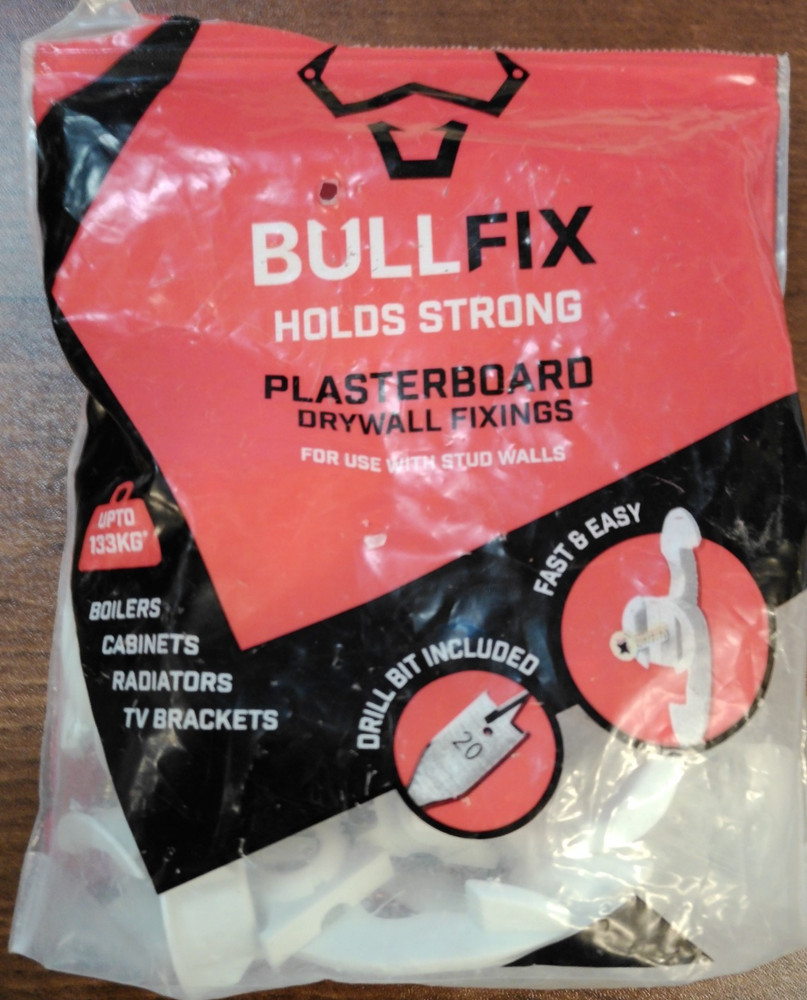 BULLFIX
HOLDS STRONG
PLASTERBOARD
DRYWALL FIXINGS
FOR USE WITH STUD WALLS
UPTO
133KG*
BOILERS
CABINETS
RADIATORS
TV BRACKETS
DRILL BIT INCLUDED
20
FAST & EASY